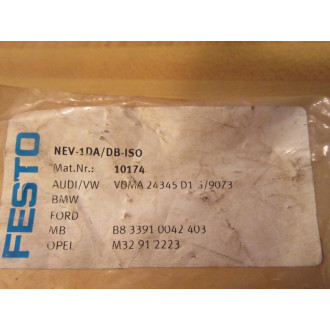 FESTO
NEV-1DA/DB-ISO
Mat.Nr.: 10174
AUDI/VW VDMA 24345 D1 3/9073
BMW
FORD
MB B8 3391 0042 403
OPEL M32 91 2223